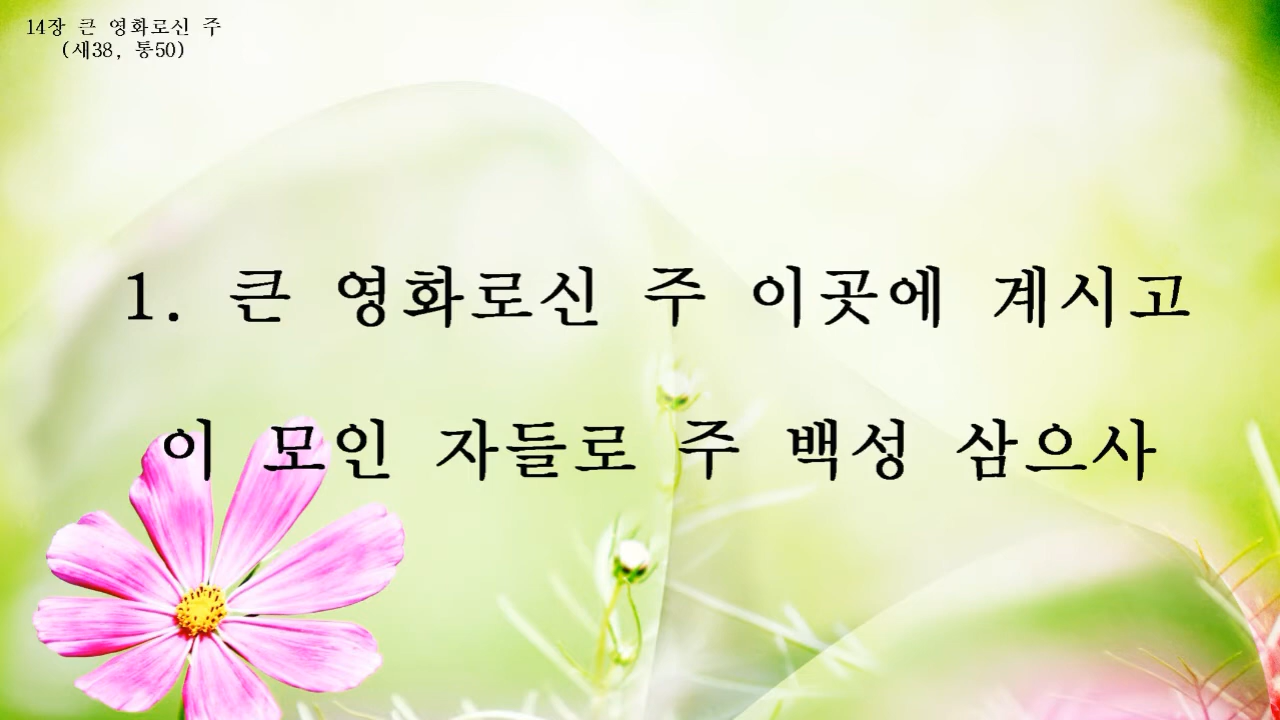 14장 큰 영화로신 주
(새38, 통50)
1. 큰 영화로신 주 이곳에 계시고
이 모인 자들로 주 백성 삼으사